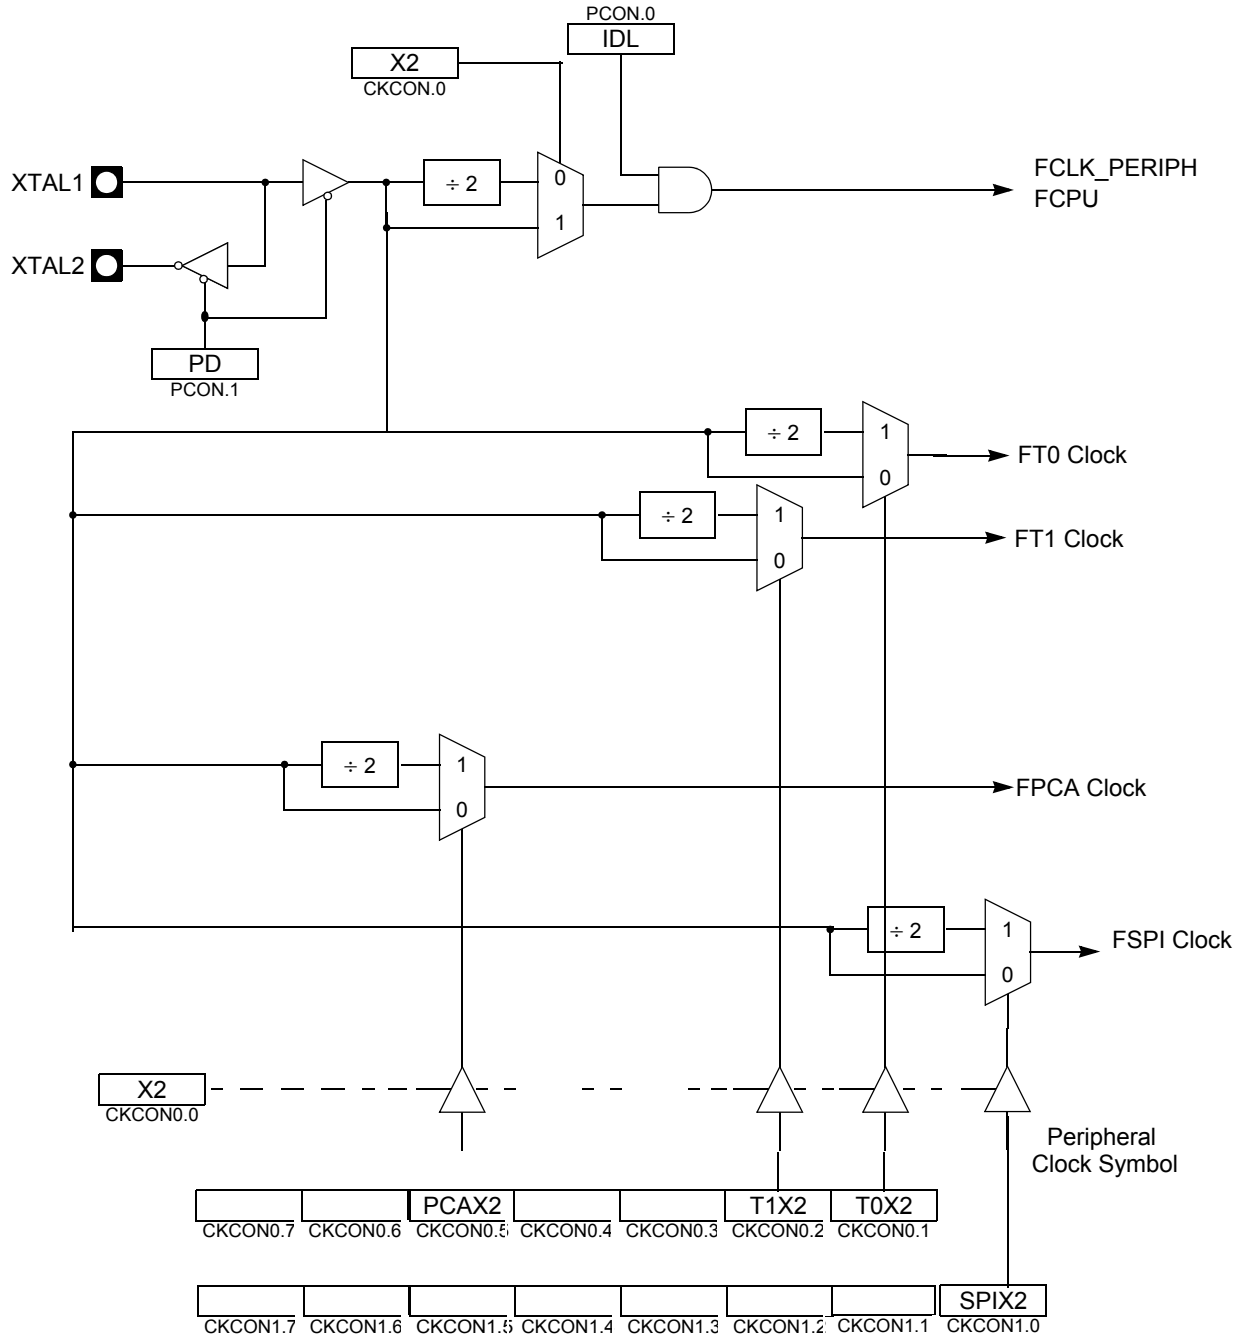 PCON.0
IDL
X2
CKCON.0
XTAL1
÷ 2
0
1
FCLK_PERIPH
FCPU
XTAL2
PD
PCON.1
÷ 2
1
0
FT0 Clock
÷ 2
1
0
FT1 Clock
÷ 2
1
0
FPCA Clock
÷ 2
1
0
FSPI Clock
X2
CKCON0.0
Peripheral
Clock Symbol
PCAX2
T1X2
T0X2
CKCON0.7 CKCON0.6 CKCON0.5 CKCON0.4 CKCON0.3 CKCON0.2 CKCON0.1
SPIX2
CKCON1.7 CKCON1.6 CKCON1.5 CKCON1.4 CKCON1.3 CKCON1.2 CKCON1.1 CKCON1.0